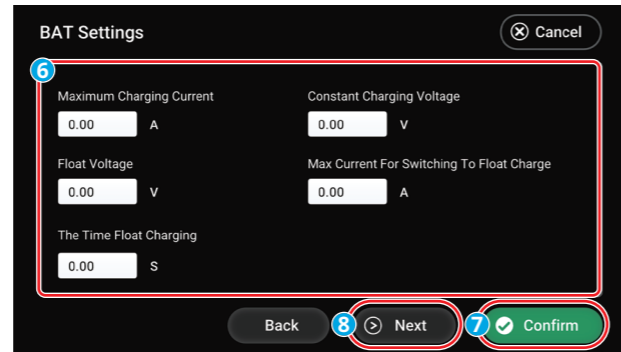 BAT Settings
Cancel
6
Maximum Charging Current
Constant Charging Voltage
0.00 A
0.00 V
Float Voltage
Max Current For Switching To Float Charge
0.00 V
0.00 A
The Time Float Charging
0.00 S
Back
8 Next
7 Confirm